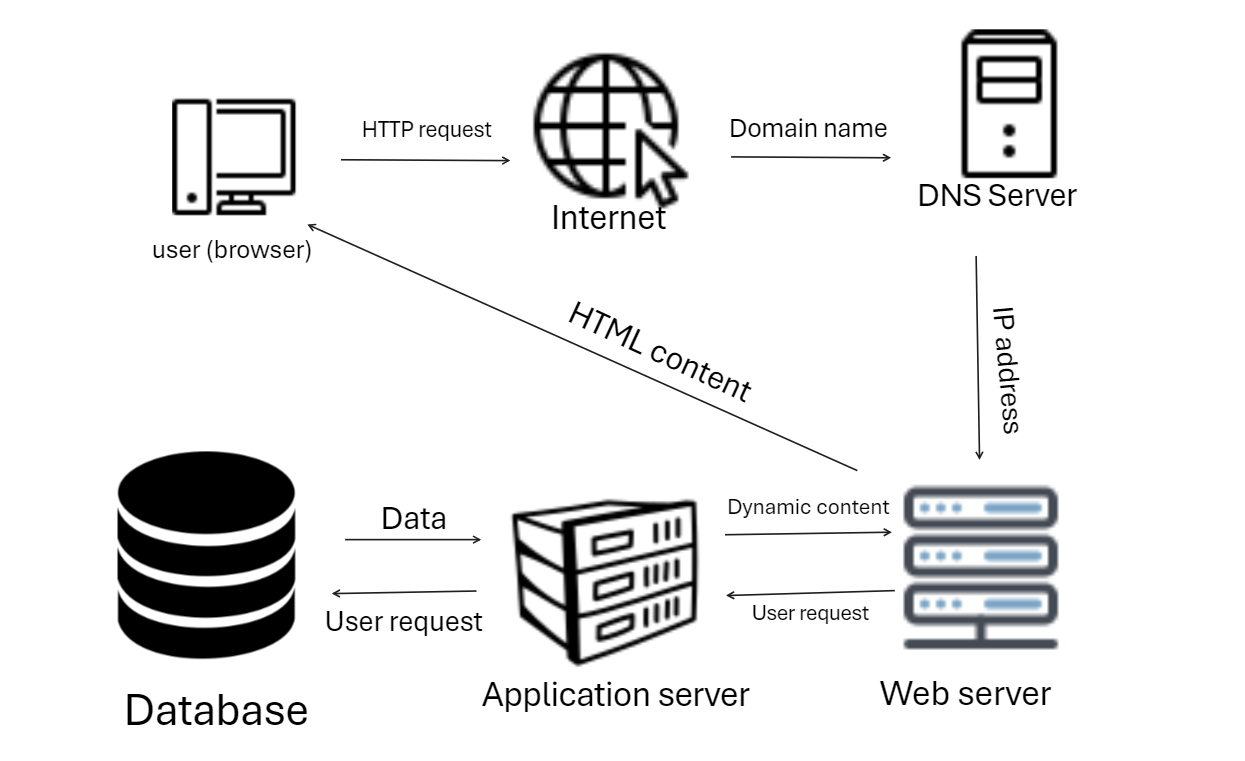 HTTP request
Domain name
DNS Server
Internet
user (browser)
HTML content
IP address
Data
Dynamic content
User request
User request
Application server
Web server
Database